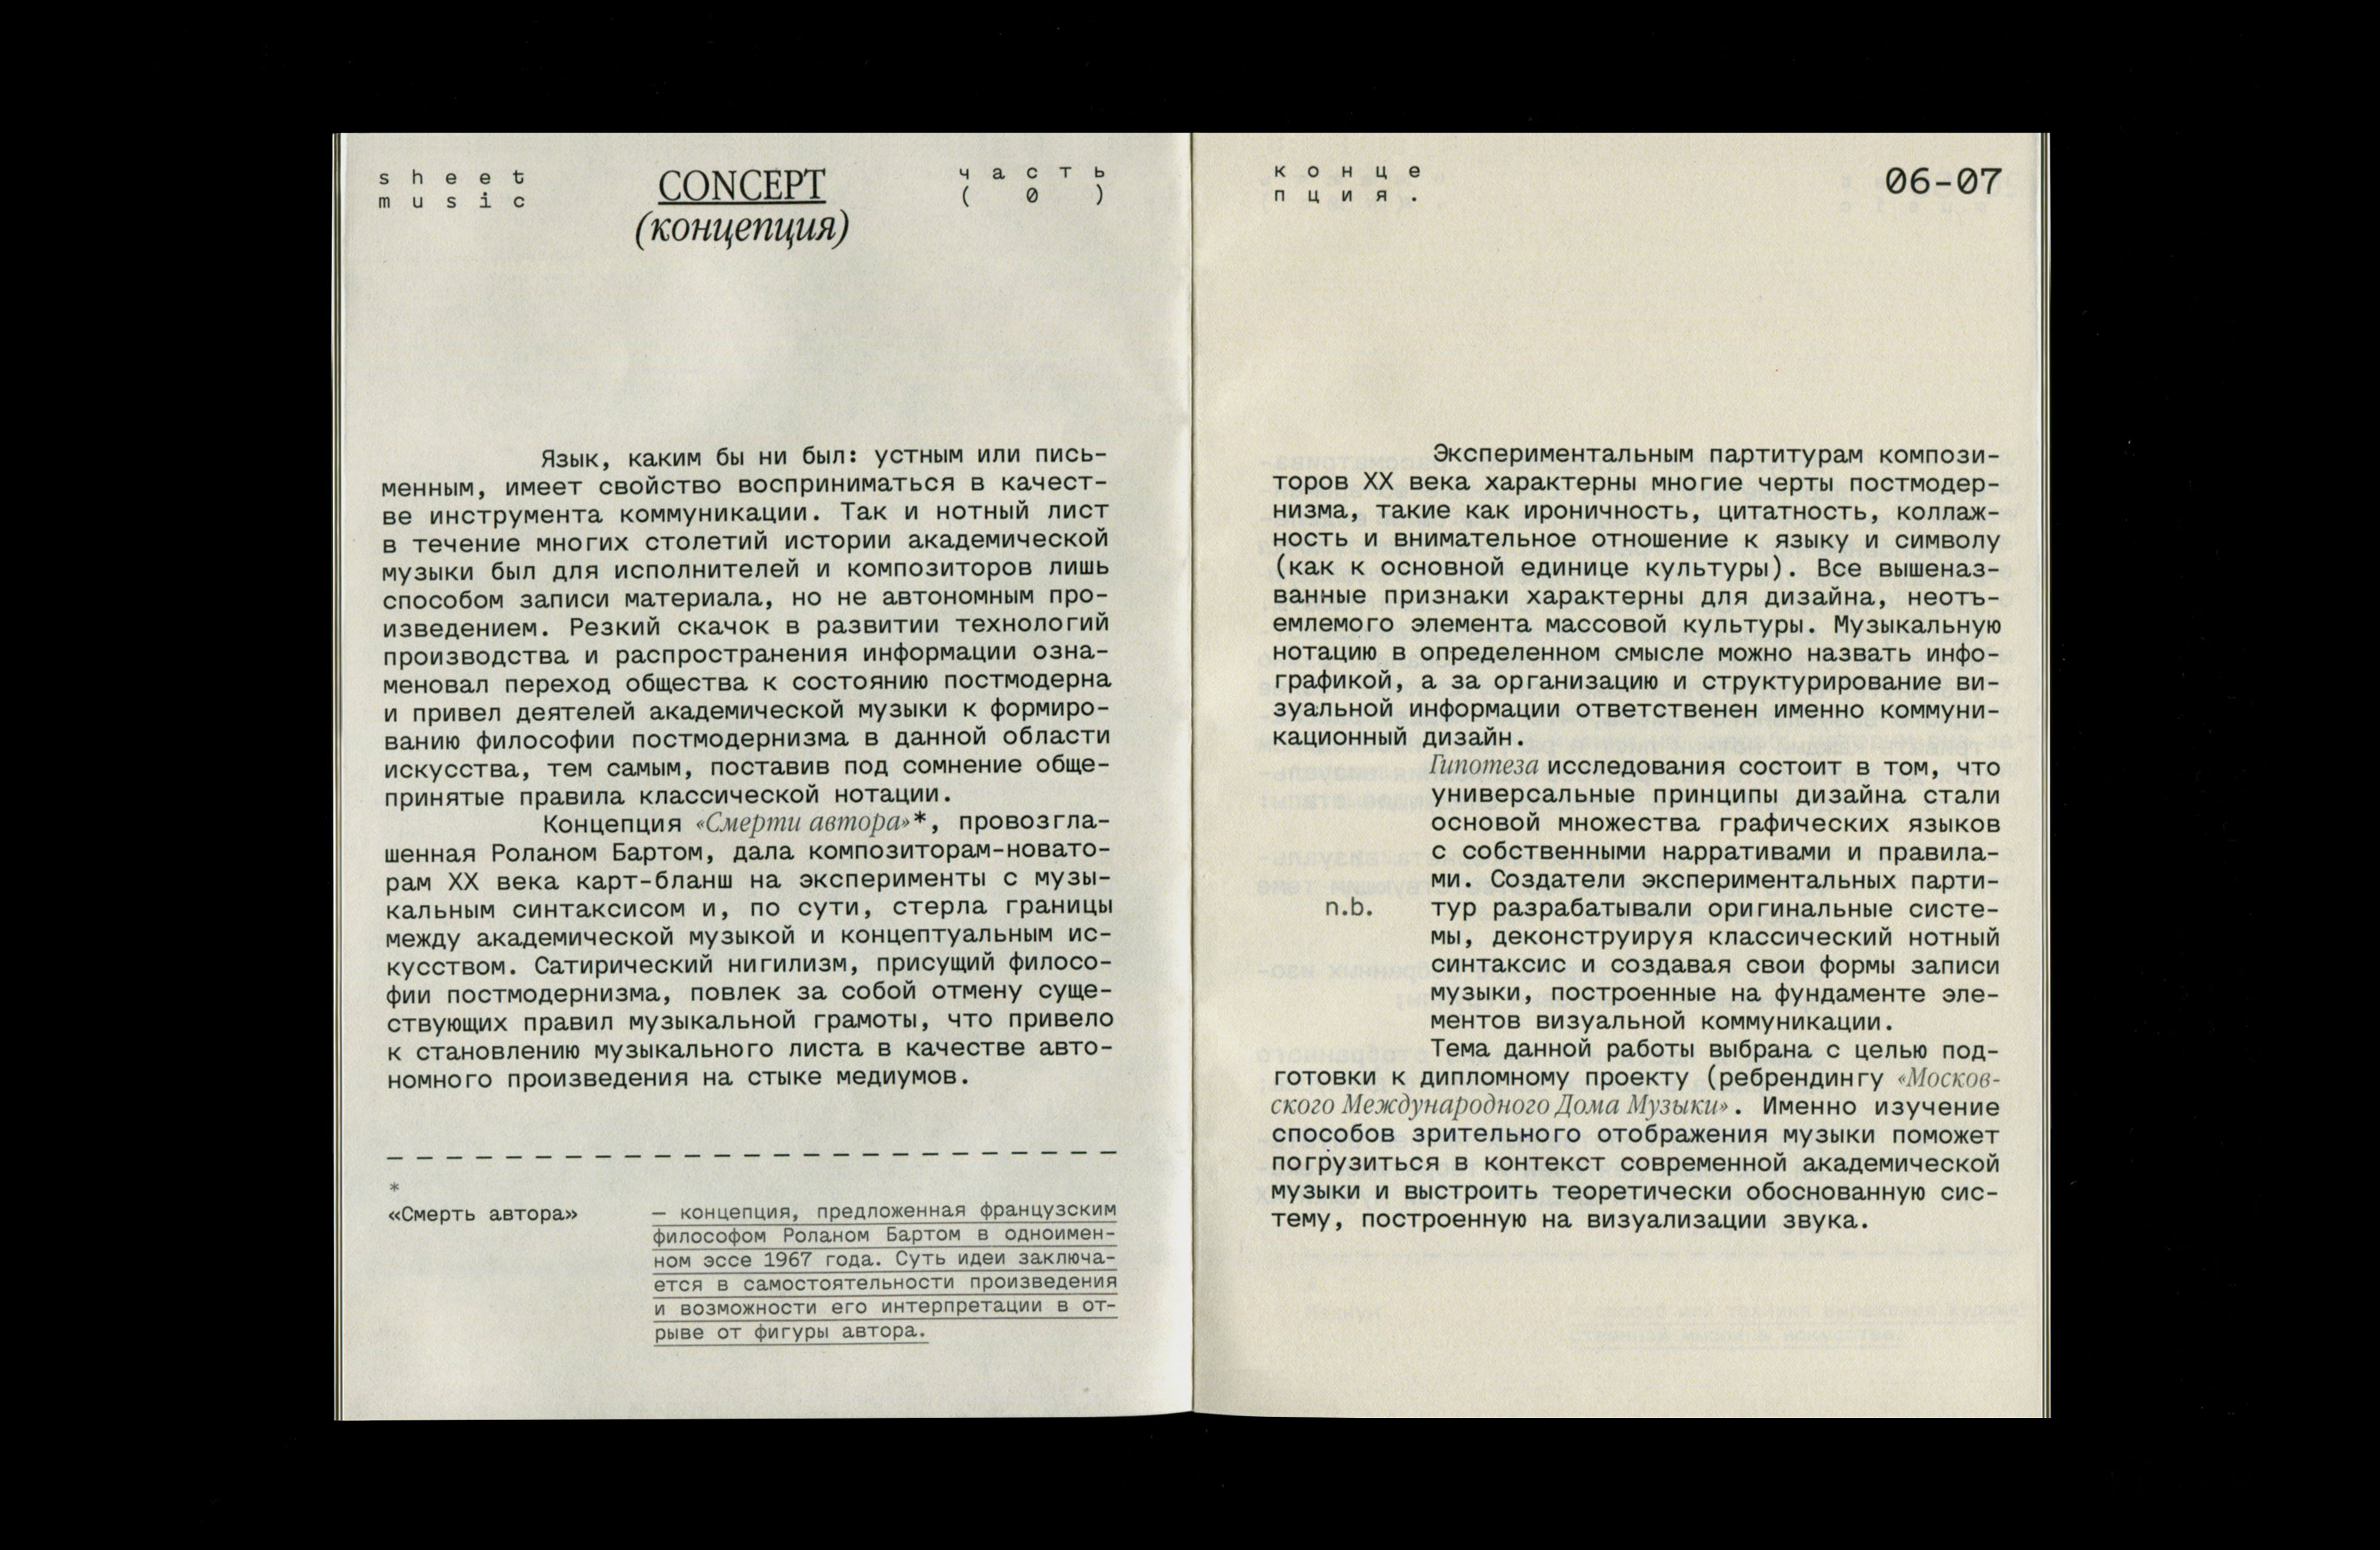 sheet
music
CONCEPT
(концепция)
часть
( 0 )
Язык, каким бы ни был: устным или пись-
менным, имеет свойство восприниматься в качест-
ве инструмента коммуникации. Так и нотный лист
в течение многих столетий истории академической
музыки был для исполнителей и композиторов лишь
способом записи материала, но не автономным про-
изведением. Резкий скачок в развитии технологий
производства и распространения информации озна-
меновал переход общества к состоянию постмодерна
и привел деятелей академической музыки к формиро-
ванию философии постмодернизма в данной области
искусства, тем самым, поставив под сомнение обще-
принятые правила классической нотации.
Концепция «Смерти автора»*, провозгла-
шенная Роланом Бартом, дала композиторам-новато-
рам XX века карт-бланш на эксперименты с музы-
кальным синтаксисом и, по сути, стерла границы
между академической музыкой и концептуальным ис-
кусством. Сатирический нигилизм, присущий филосо-
фии постмодернизма, повлек за собой отмену суще-
ствующих правил музыкальной грамоты, что привело
к становлению музыкального листа в качестве авто-
номного произведения на стыке медиумов.
*
«Смерть автора»
— концепция, предложенная французским
философом Роланом Бартом в одноимен-
ном эссе 1967 года. Суть идеи заключа-
ется в самостоятельности произведения
и возможности его интерпретации в от-
рыве от фигуры автора.
конце
пция.
06-07
Экспериментальным партитурам компози-
торов XX века характерны многие черты постмодер-
низма, такие как ироничность, цитатность, коллаж-
ность и внимательное отношение к языку и символу
(как к основной единице культуры). Все вышеназ-
ванные признаки характерны для дизайна, неотъ-
емлемого элемента массовой культуры. Музыкальную
нотацию в определенном смысле можно назвать инфо-
графикой, а за организацию и структурирование ви-
зуальной информации ответственен именно коммуни-
кационный дизайн.
Гипотеза исследования состоит в том, что
универсальные принципы дизайна стали
основой множества графических языков
с собственными нарративами и правила-
ми. Создатели экспериментальных парти-
n.b. тур разрабатывали оригинальные систе-
мы, деконструируя классический нотный
синтаксис и создавая свои формы записи
музыки, построенные на фундаменте эле-
ментов визуальной коммуникации.
Тема данной работы выбрана с целью под-
готовки к дипломному проекту (ребрендингу «Москов-
ского Международного Дома Музыки». Именно изучение
способов зрительного отображения музыки поможет
погрузиться в контекст современной академической
музыки и выстроить теоретически обоснованную сис-
тему, построенную на визуализации звука.